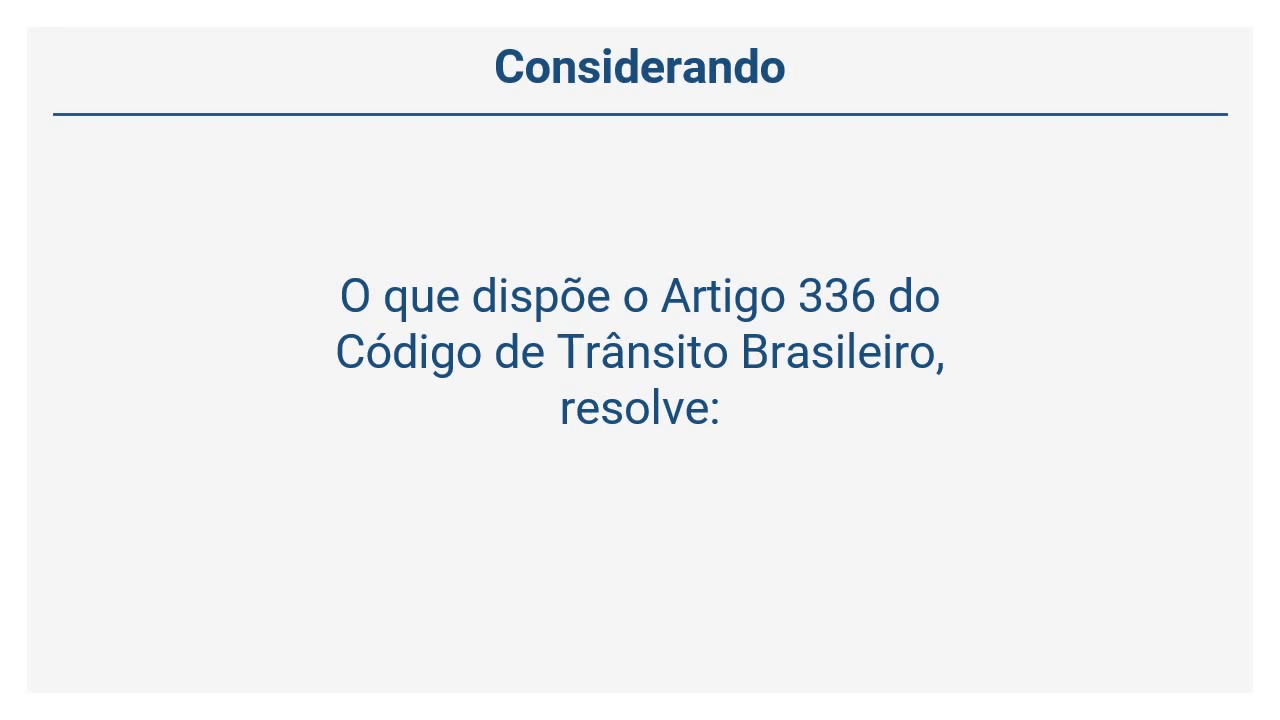 Considerando
O que dispõe o Artigo 336 do
Código de Trânsito Brasileiro,
resolve: